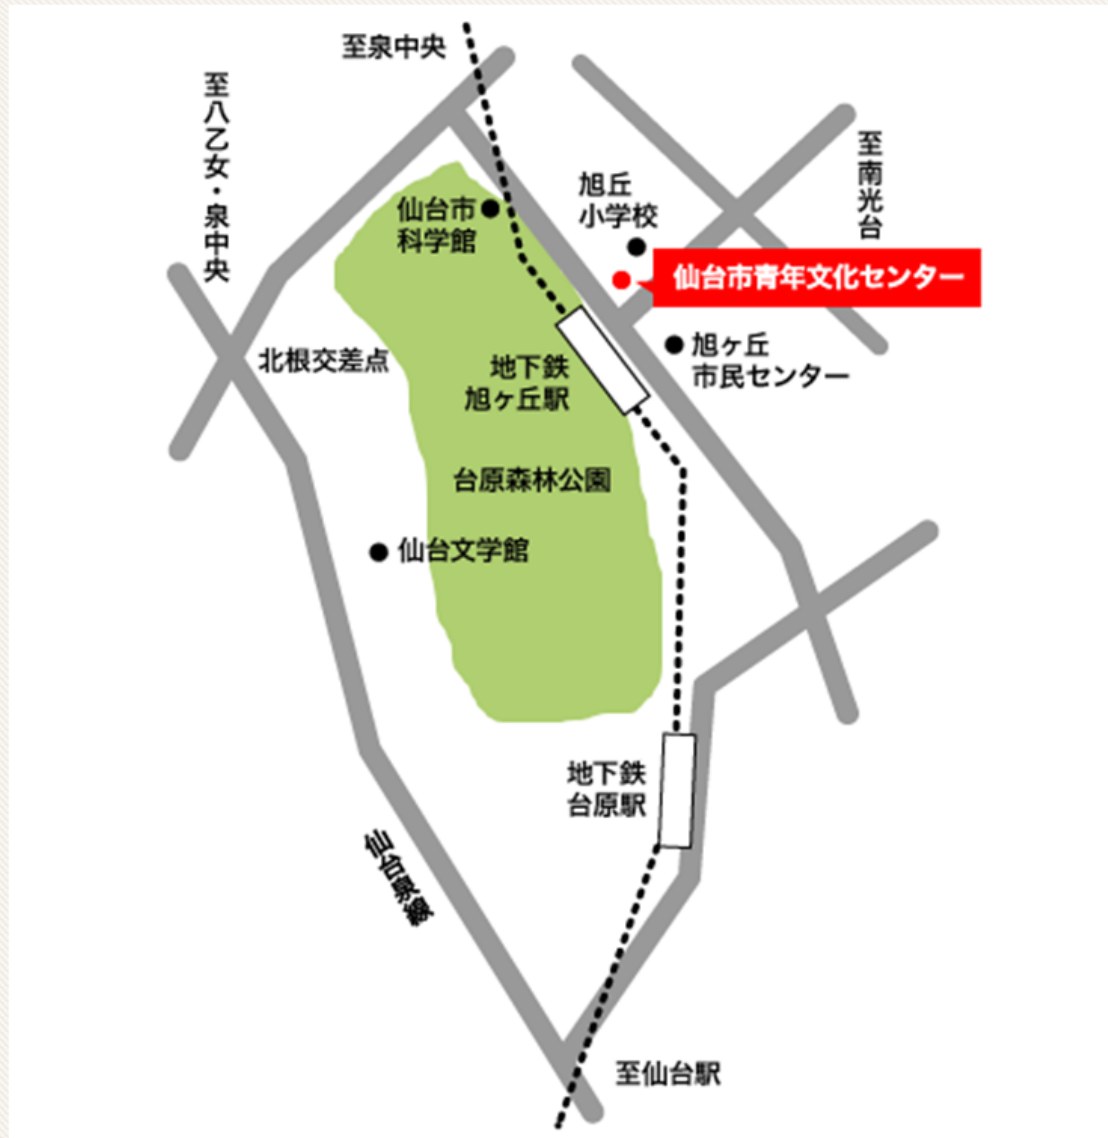 至泉中央
至八乙女・泉中央
至南光台
旭丘
小学校
仙台市
科学館
仙台市青年文化センター
旭ヶ丘
市民センター
北根交差点
地下鉄
旭ヶ丘駅
台原森林公園
仙台文学館
地下鉄
台原駅
仙台泉線
至仙台駅